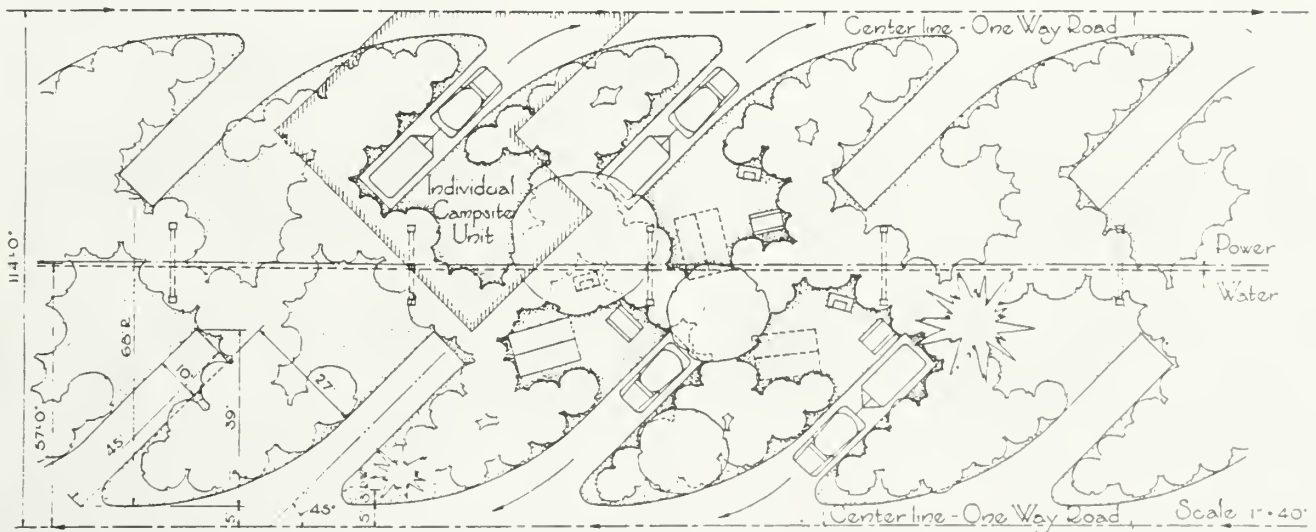 Center line - One Way Road
Individual
Campsite
Unit
Power
Water
114'-0"
57'-0"
68' R
10'
27'
39'
45'
45°
5'
5'
Center line - One Way Road
Scale 1" = 40'